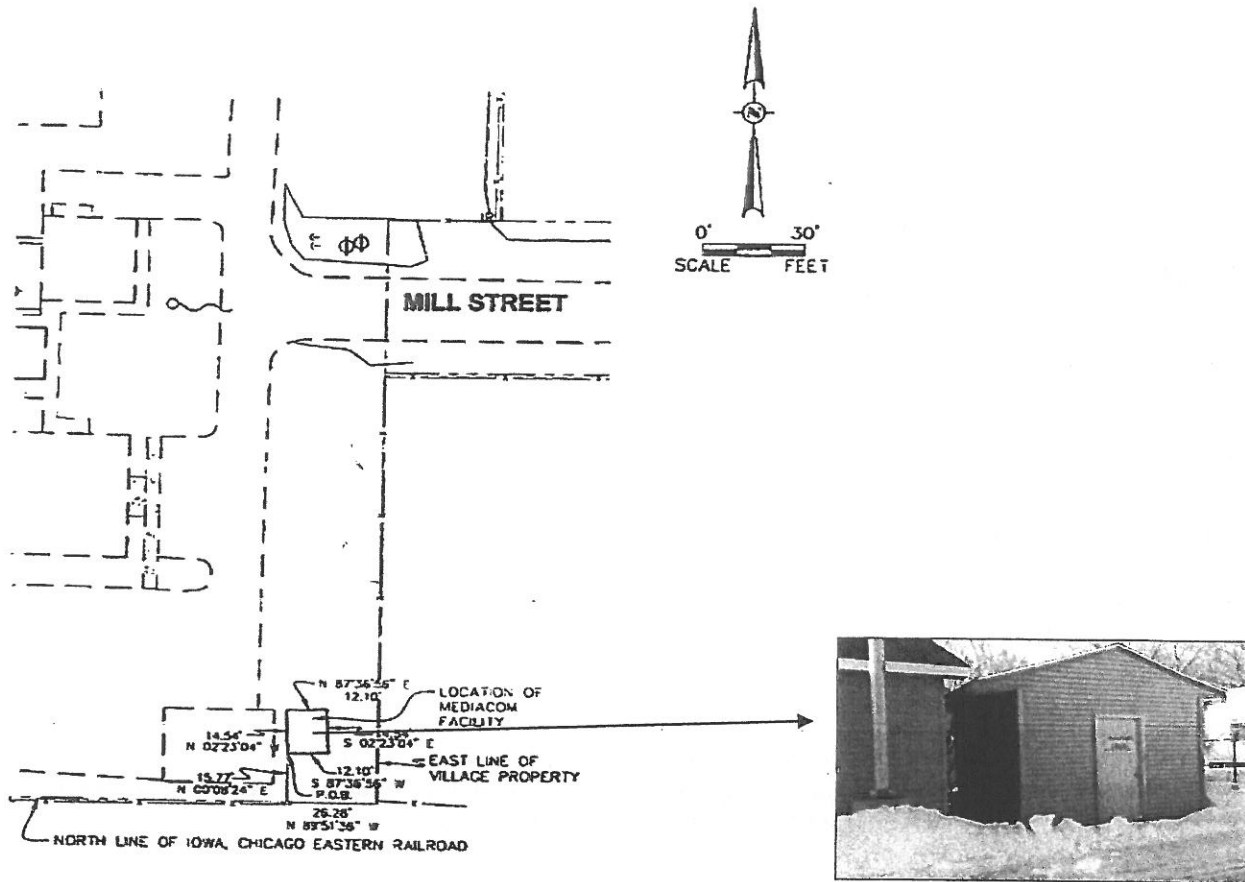 0' 30'
SCALE FEET
MILL STREET
N 87°36'56" E
12.10'
LOCATION OF
MEDIACOM
FACILITY
14.54'
N 02°23'04" W
S 02°23'04" E
EAST LINE OF
VILLAGE PROPERTY
12.10'
S 87°36'56" W
P.O.B.
15.77'
N 00°08'24" E
26.28'
N 89°51'36" W
NORTH LINE OF IOWA, CHICAGO EASTERN RAILROAD